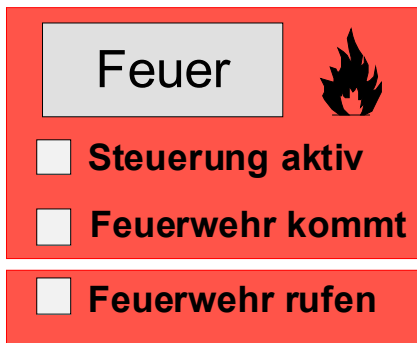 Feuer
Steuerung aktiv
Feuerwehr kommt
Feuerwehr rufen